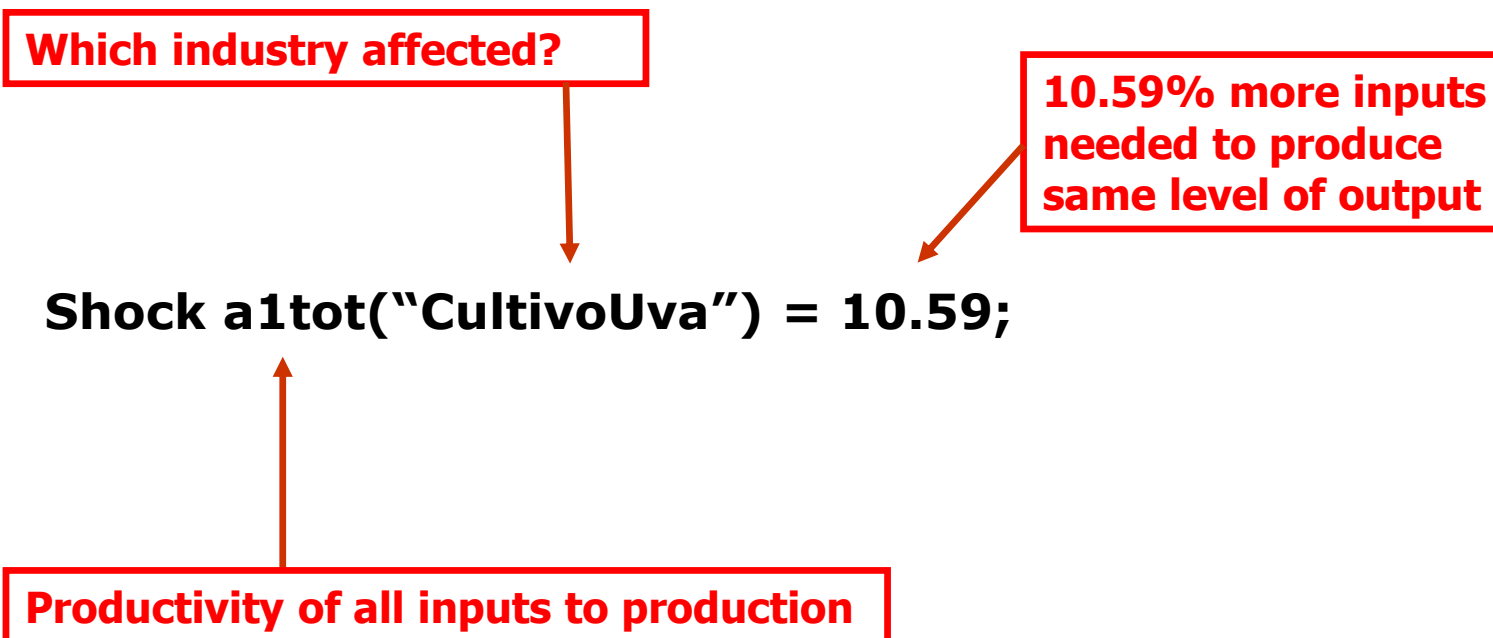 Which industry affected?
10.59% more inputs
needed to produce
same level of output
Shock a1tot(“CultivoUva”) = 10.59;
Productivity of all inputs to production